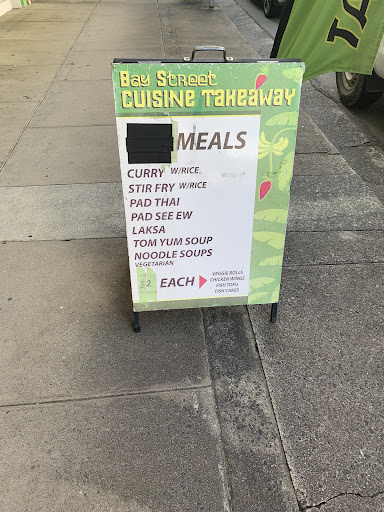 Bay Street
CUISINE TAKEAWAY
MEALS
CURRY W/RICE
STIR FRY W/RICE
PAD THAI
PAD SEE EW
LAKSA
TOM YUM SOUP
NOODLE SOUPS
VEGETARIAN
EACH
VEGGIE ROLLS
CHICKEN WINGS
FISH TOFU
FISH CAKES